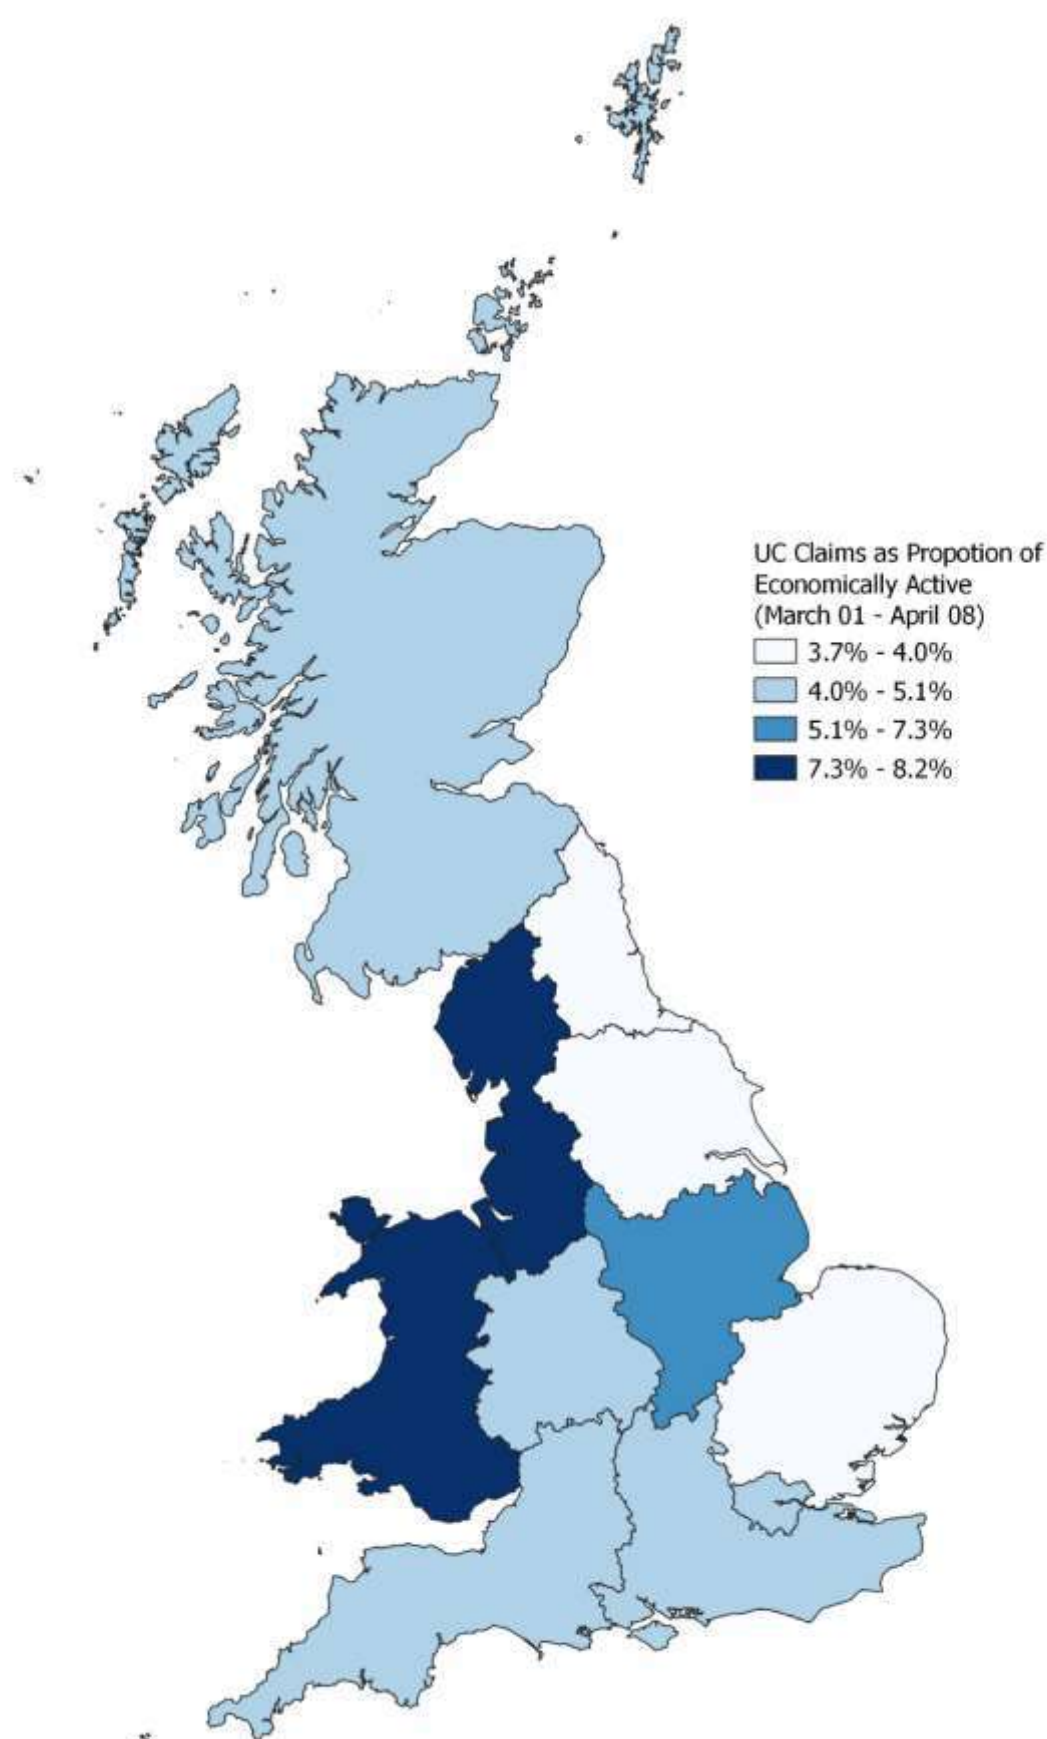 UC Claims as Propotion of
Economically Active
(March 01 - April 08)
3.7% - 4.0%
4.0% - 5.1%
5.1% - 7.3%
7.3% - 8.2%